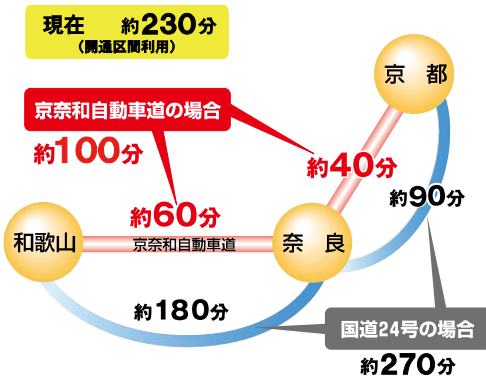 現在 約230分
（開通区間利用）
京都
京奈和自動車道の場合
約100分
約40分
約90分
約60分
和歌山
京奈和自動車道
奈良
約180分
国道24号の場合
約270分